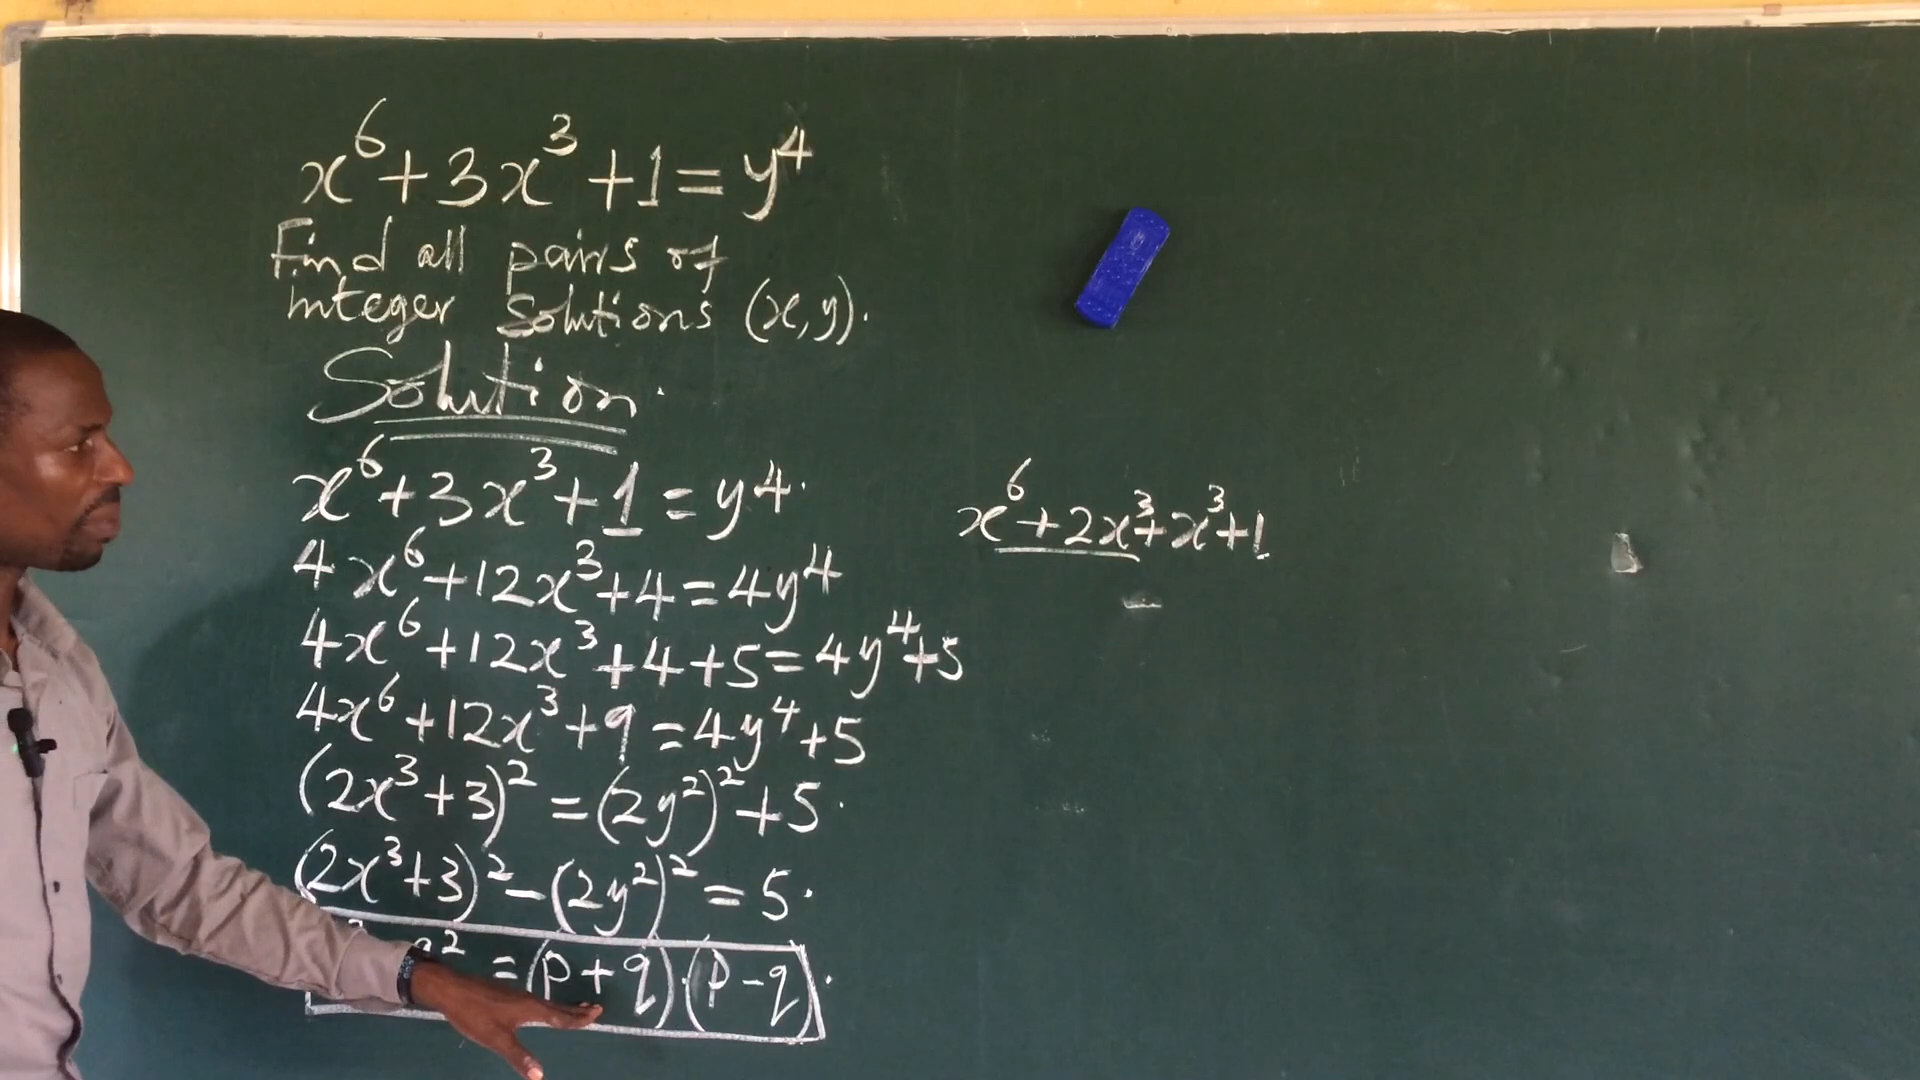 x⁶+3x³+1=y⁴
Find all pairs of
integer solutions (x,y).
Solution.
x⁶+3x³+1=y4.
4x⁶+12x³+4=4y⁴
4x⁶+12x³+4+5=4y⁴+5
4x⁶+12x³+9=4y⁴+5
(2x³+3)²=(2y²)²+5.
(2x³+3)²-(2y²)²=5.
=(p+q).(p-q).
x⁶+2x³+x³+1